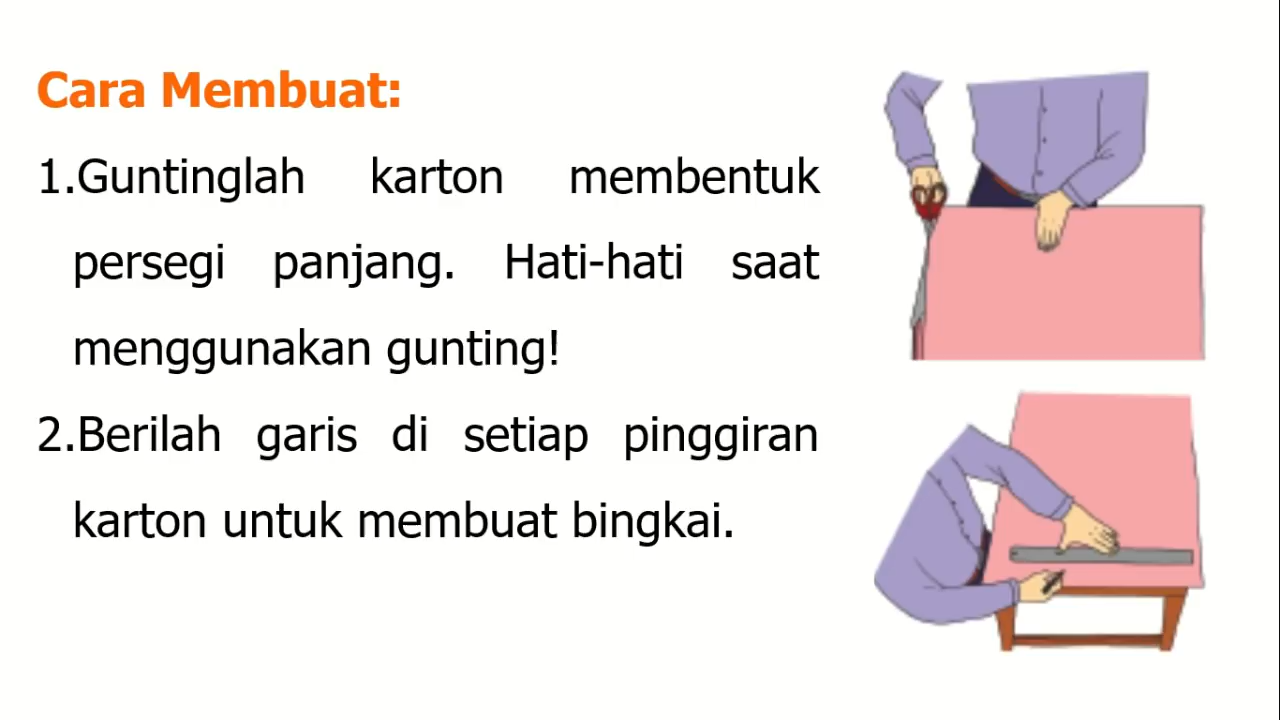 Cara Membuat:
1.Guntinglah karton membentuk
persegi panjang. Hati-hati saat
menggunakan gunting!
2.Berilah garis di setiap pinggiran
karton untuk membuat bingkai.